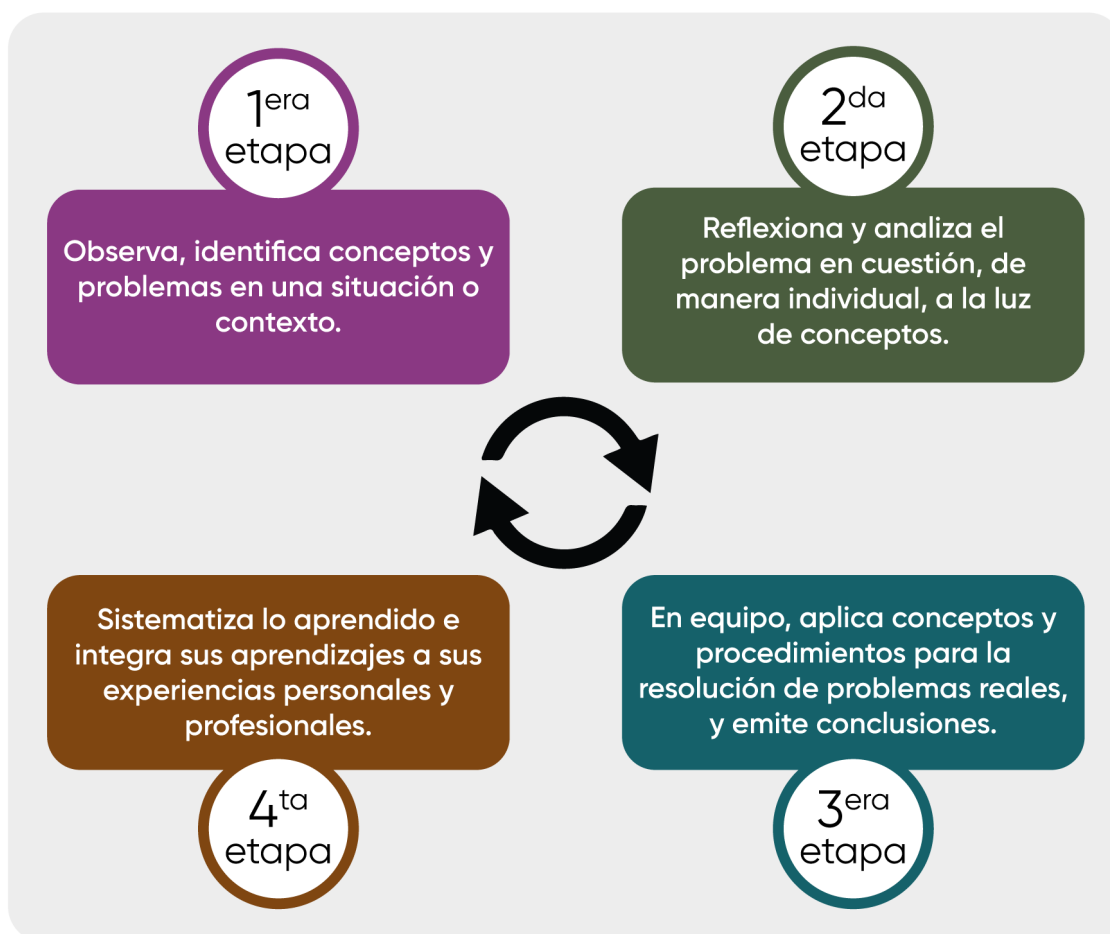 1era
etapa
Observa, identifica conceptos y
problemas en una situación o
contexto.
2da
etapa
Reflexiona y analiza el
problema en cuestión, de
manera individual, a la luz
de conceptos.
En equipo, aplica conceptos y
procedimientos para la
resolución de problemas reales,
y emite conclusiones.
3era
etapa
Sistematiza lo aprendido e
integra sus aprendizajes a sus
experiencias personales y
profesionales.
4ta
etapa